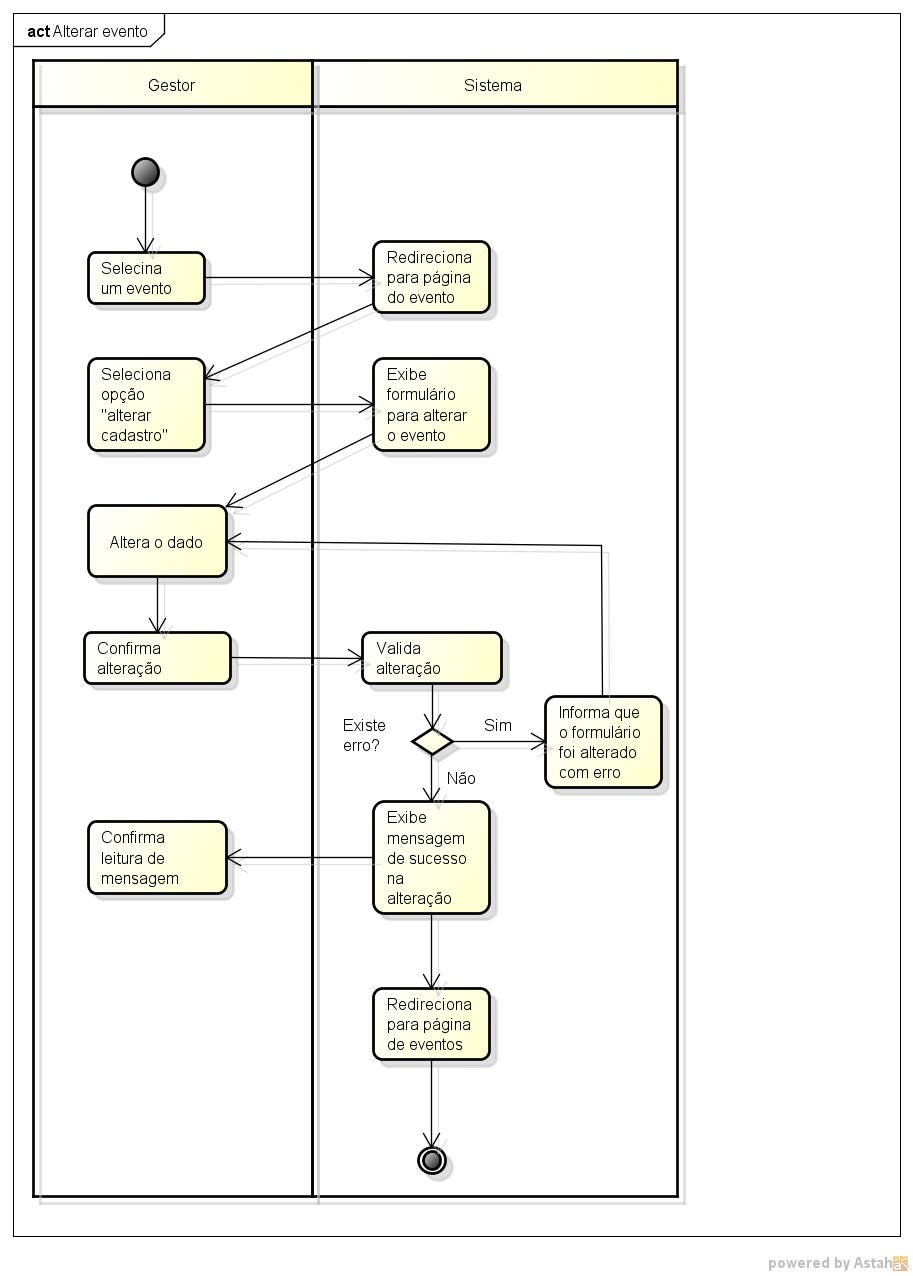 act Alterar evento
Gestor
Sistema
Selecina
um evento
Redireciona
para página
do evento
Seleciona
opção
"alterar
cadastro"
Exibe
formulário
para alterar
o evento
Altera o dado
Confirma
alteração
Valida
alteração
Existe
erro?
Sim
Informa que
o formulário
foi alterado
com erro
Não
Exibe
mensagem
de sucesso
na
alteração
Confirma
leitura de
mensagem
Redireciona
para página
de eventos
powered by Astah